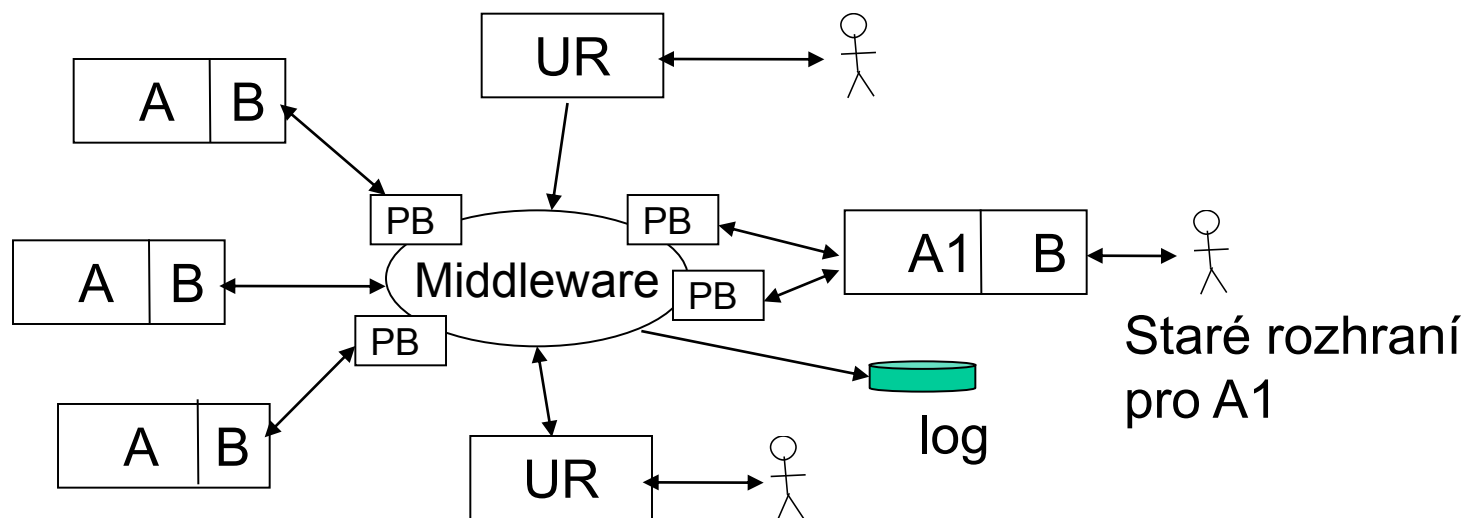 UR
A B
PB
PB
A1 B
A B
Middleware
PB
PB
Staré rozhraní
pro A1
A B
log
UR